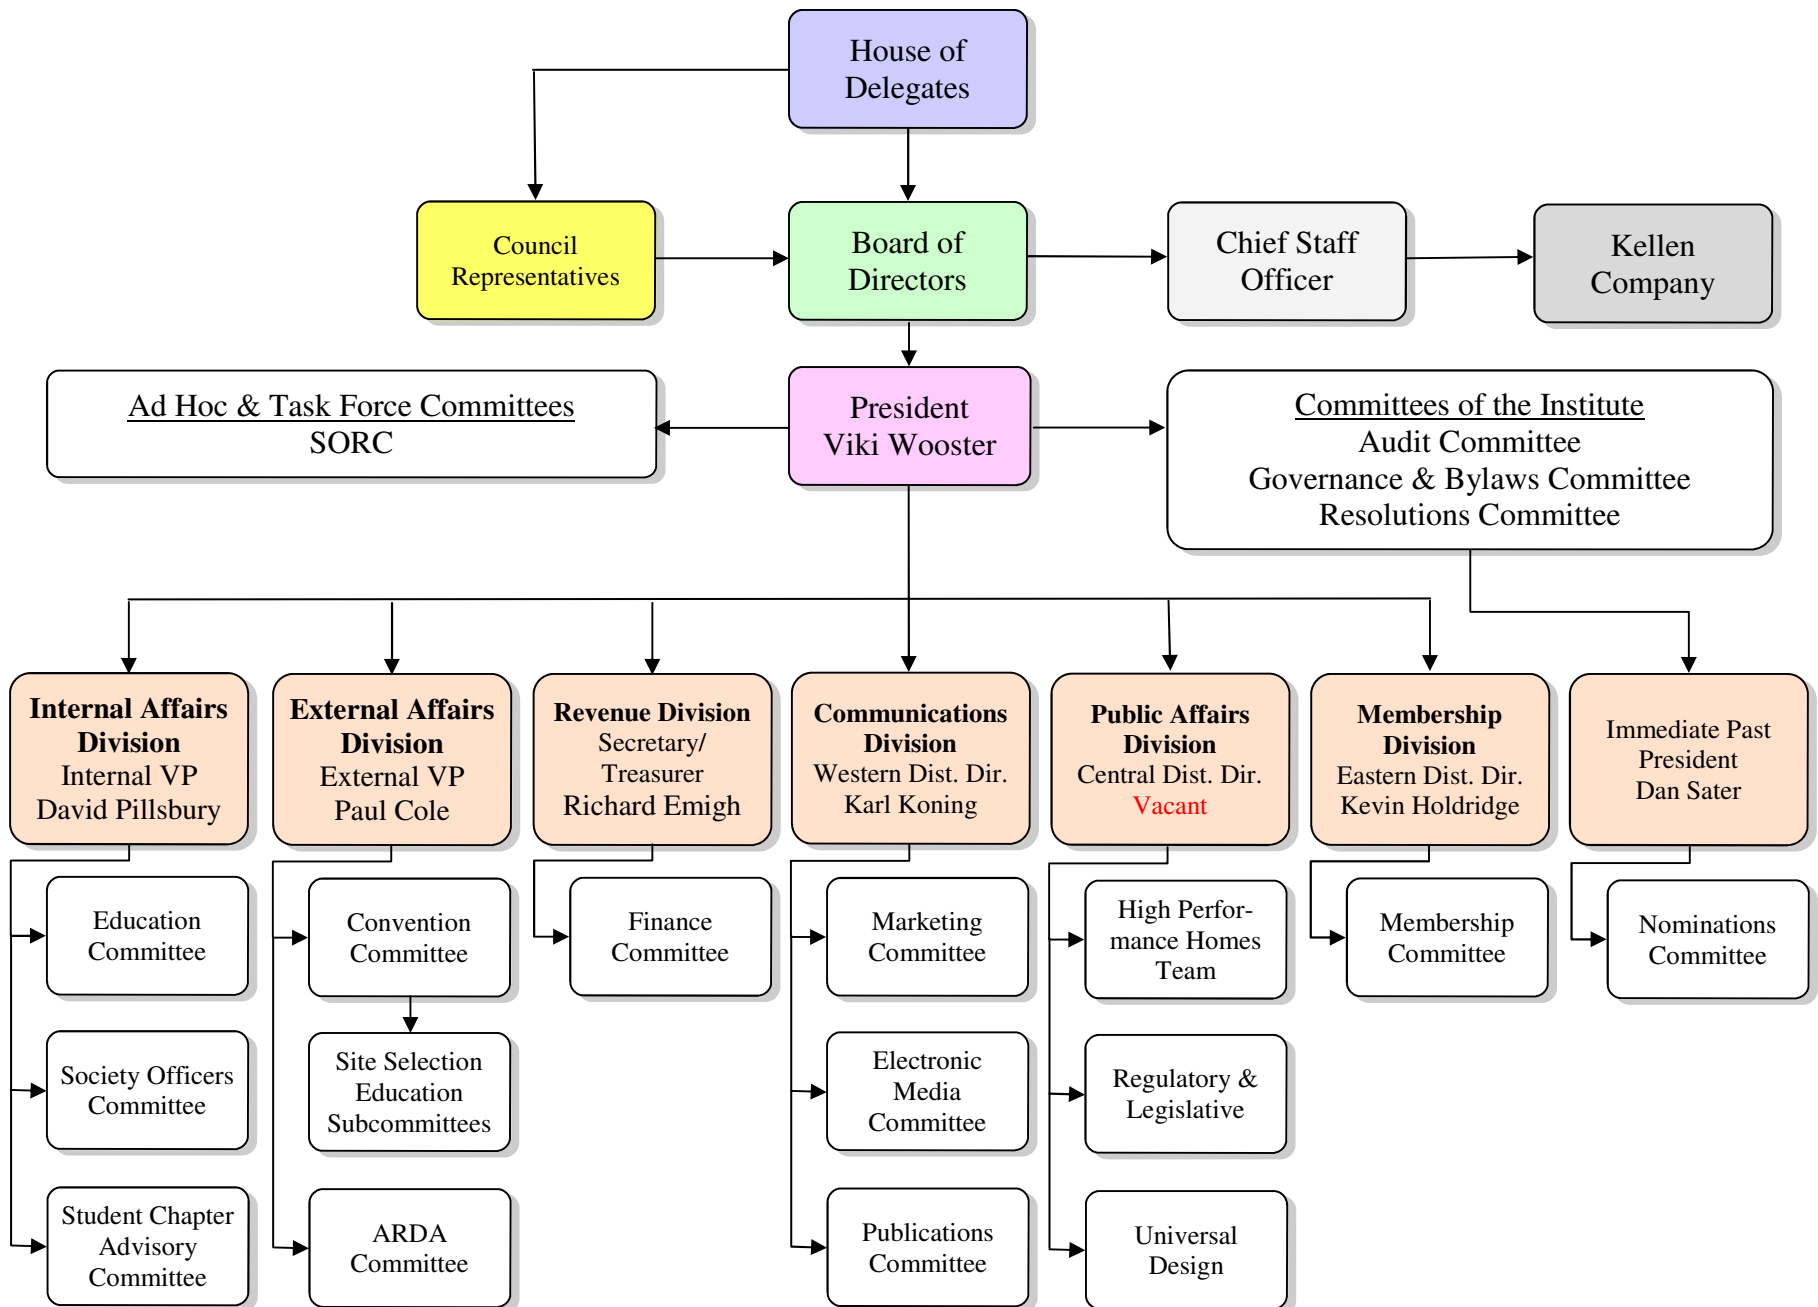 House of
Delegates
Council
Representatives
Board of
Directors
Chief Staff
Officer
Kellen
Company
Ad Hoc & Task Force Committees
SORC
President
Viki Wooster
Committees of the Institute
Audit Committee
Governance & Bylaws Committee
Resolutions Committee
Internal Affairs
Division
Internal VP
David Pillsbury
External Affairs
Division
External VP
Paul Cole
Revenue Division
Secretary/
Treasurer
Richard Emigh
Communications
Division
Western Dist. Dir.
Karl Koning
Public Affairs
Division
Central Dist. Dir.
Vacant
Membership
Division
Eastern Dist. Dir.
Kevin Holdridge
Immediate Past
President
Dan Sater
Education
Committee
Convention
Committee
Finance
Committee
Marketing
Committee
High Perfor-
mance Homes
Team
Membership
Committee
Nominations
Committee
Society Officers
Committee
Site Selection
Education
Subcommittees
Electronic
Media
Committee
Regulatory &
Legislative
Student Chapter
Advisory
Committee
ARDA
Committee
Publications
Committee
Universal
Design